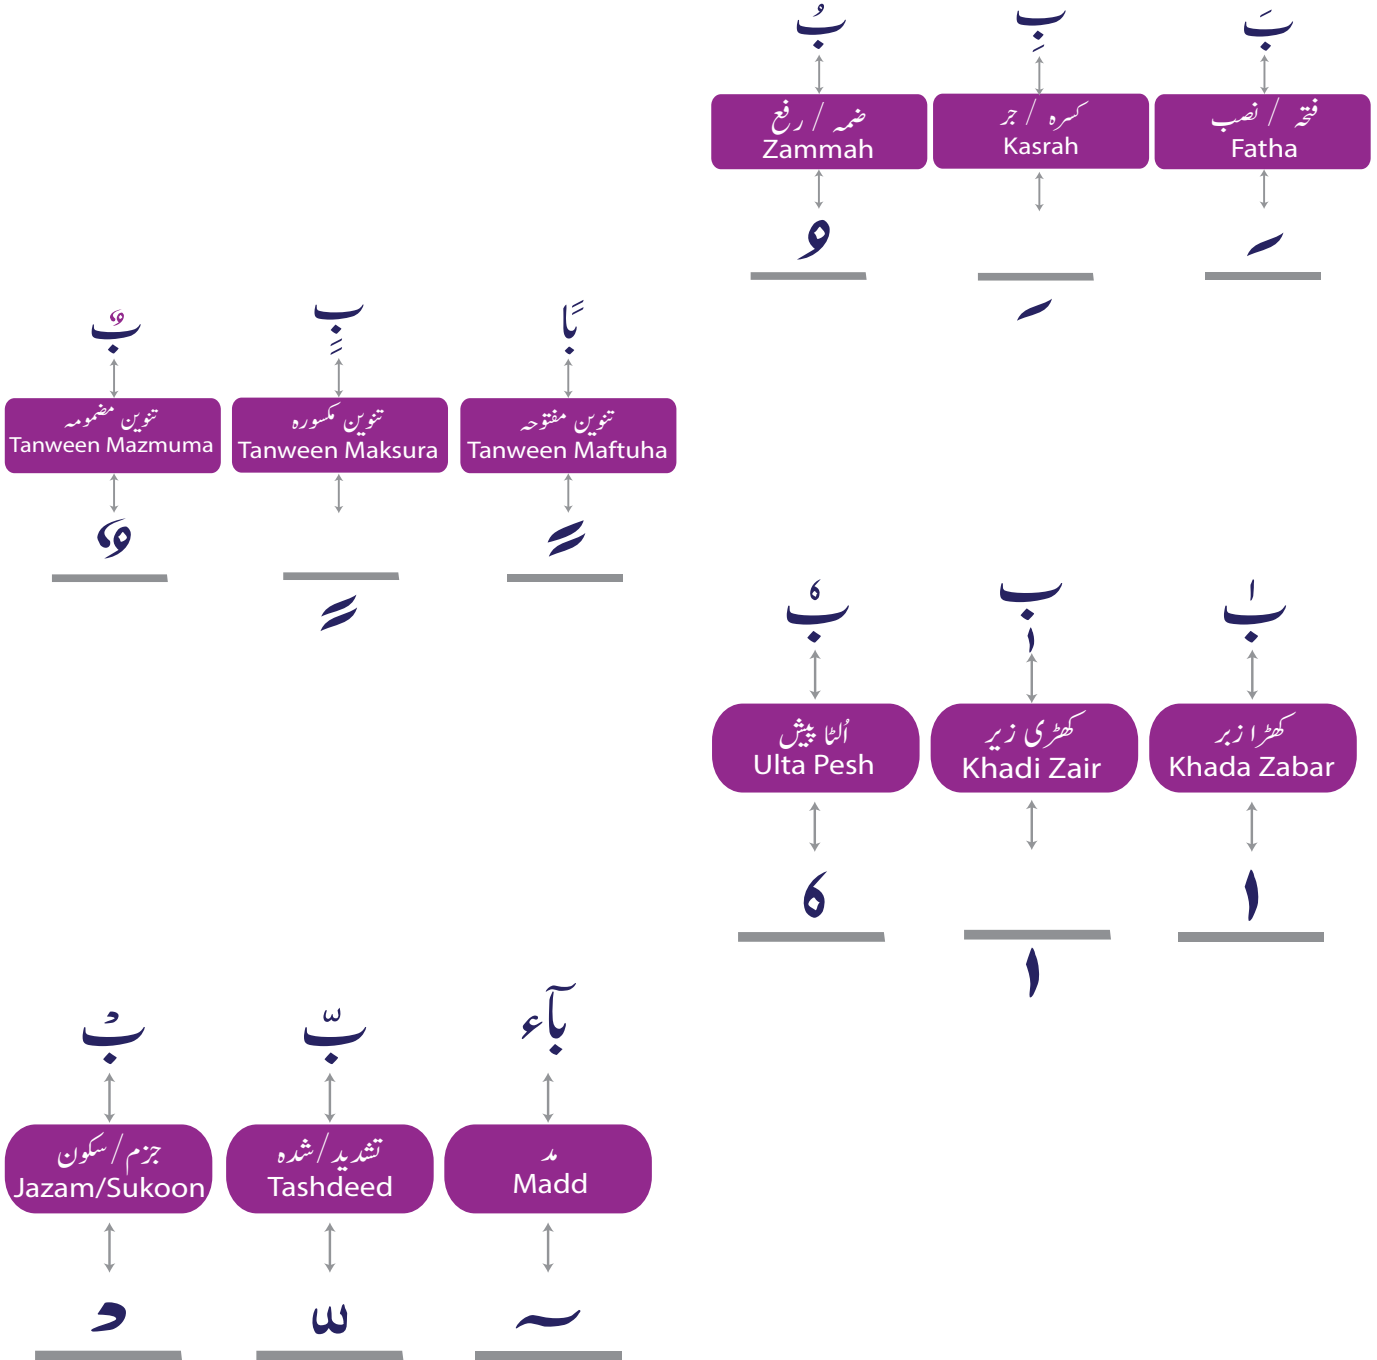 بَ
فتحہ / نصب
Fatha
بِ
کسرہ / جر
Kasrah
بُ
ضمہ / رفع
Zammah
َ
ِ
ُ
بًا
تنوین مفتوحہ
Tanween Maftuha
بٍ
تنوین مکسورہ
Tanween Maksura
بٌ
تنوین مضمومہ
Tanween Mazmuma
ً
ٍ
ٌ
بٰ
کھڑا زبر
Khada Zabar
بٖ
کھڑی زیر
Khadi Zair
بٗ
اُلٹا پیش
Ulta Pesh
ٰ
ٖ
ٗ
بآء
مد
Madd
بّ
تشدید/شدہ
Tashdeed
بْ
جزم/سکون
Jazam/Sukoon
ٓ
ّ
ْ